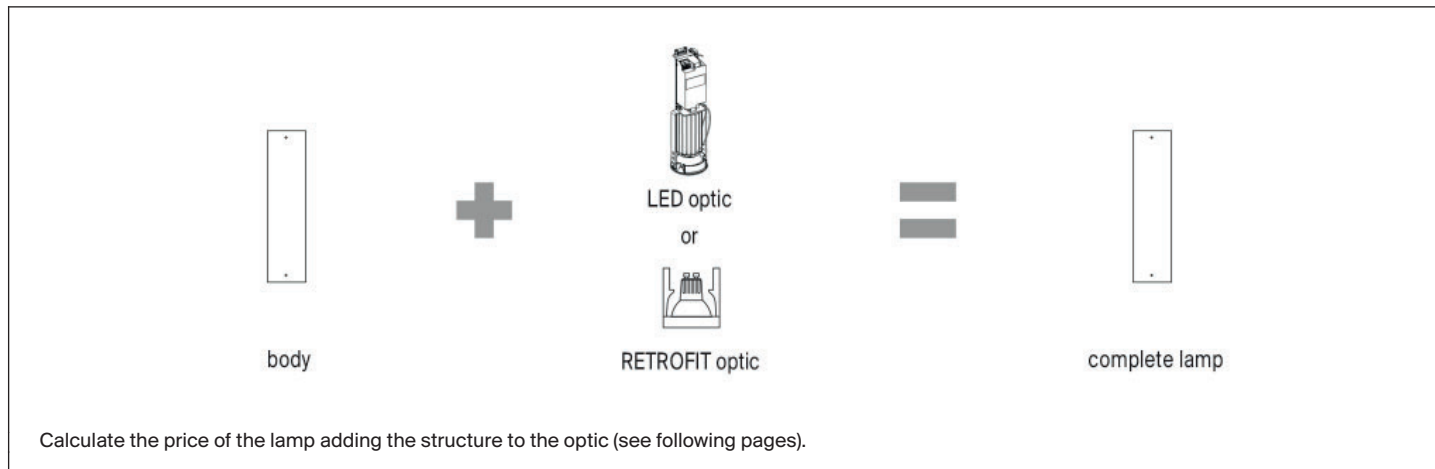 LED optic
or
body
RETROFIT optic
complete lamp
Calculate the price of the lamp adding the structure to the optic (see following pages).